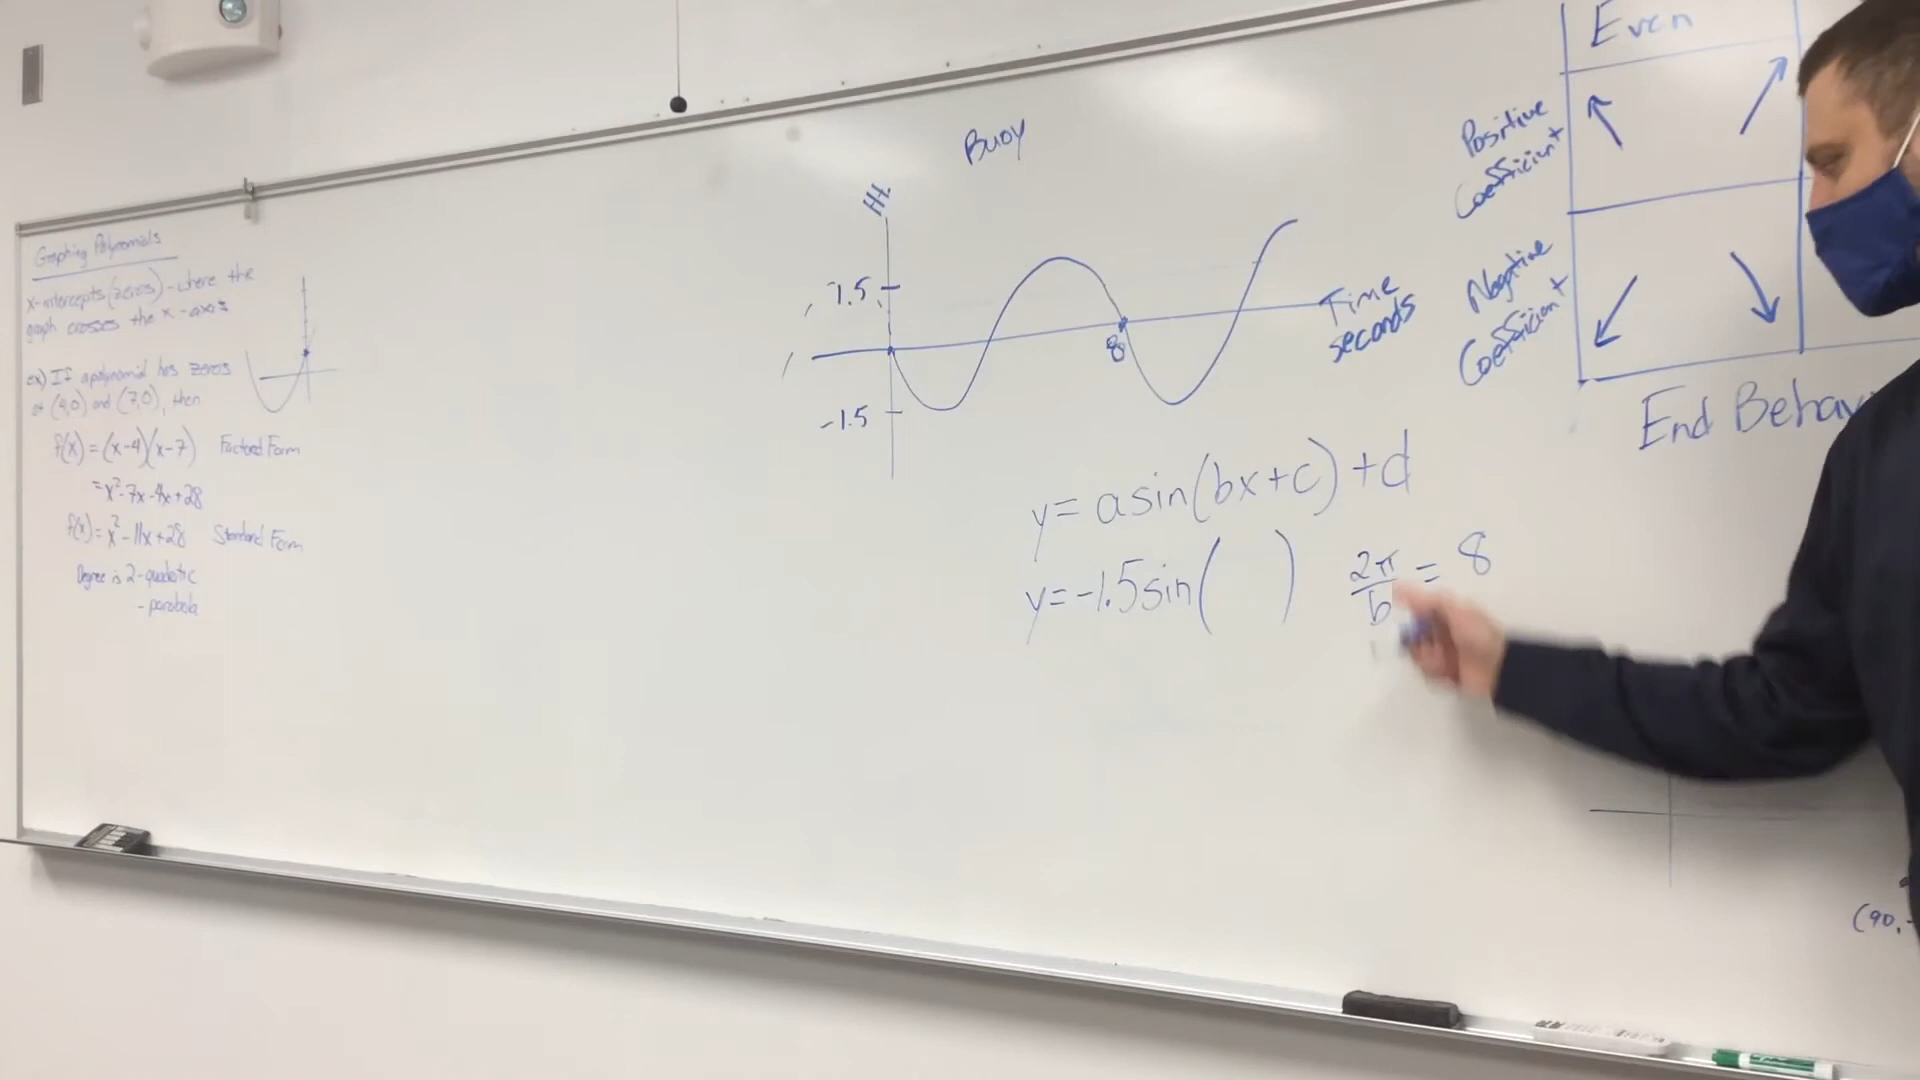 Graphing Polynomials
x-intercepts (zeros) - where the
graph crosses the x-axis
ex) If a polynomial has zeros
at (4,0) and (7,0), then
f(x) = (x-4)(x-7) Factored Form
= x²-7x-4x+28
f(x) = x²-11x+28 Standard Form
Degree is 2 - quadratic
- parabola
Buoy
Ht.
1.5
8
-1.5
Time
seconds
y = a sin(bx+c) + d
y = -1.5 sin( )
2π/b = 8
Even
Positive
Coefficient
Negative
Coefficient
End Behav
(90,-